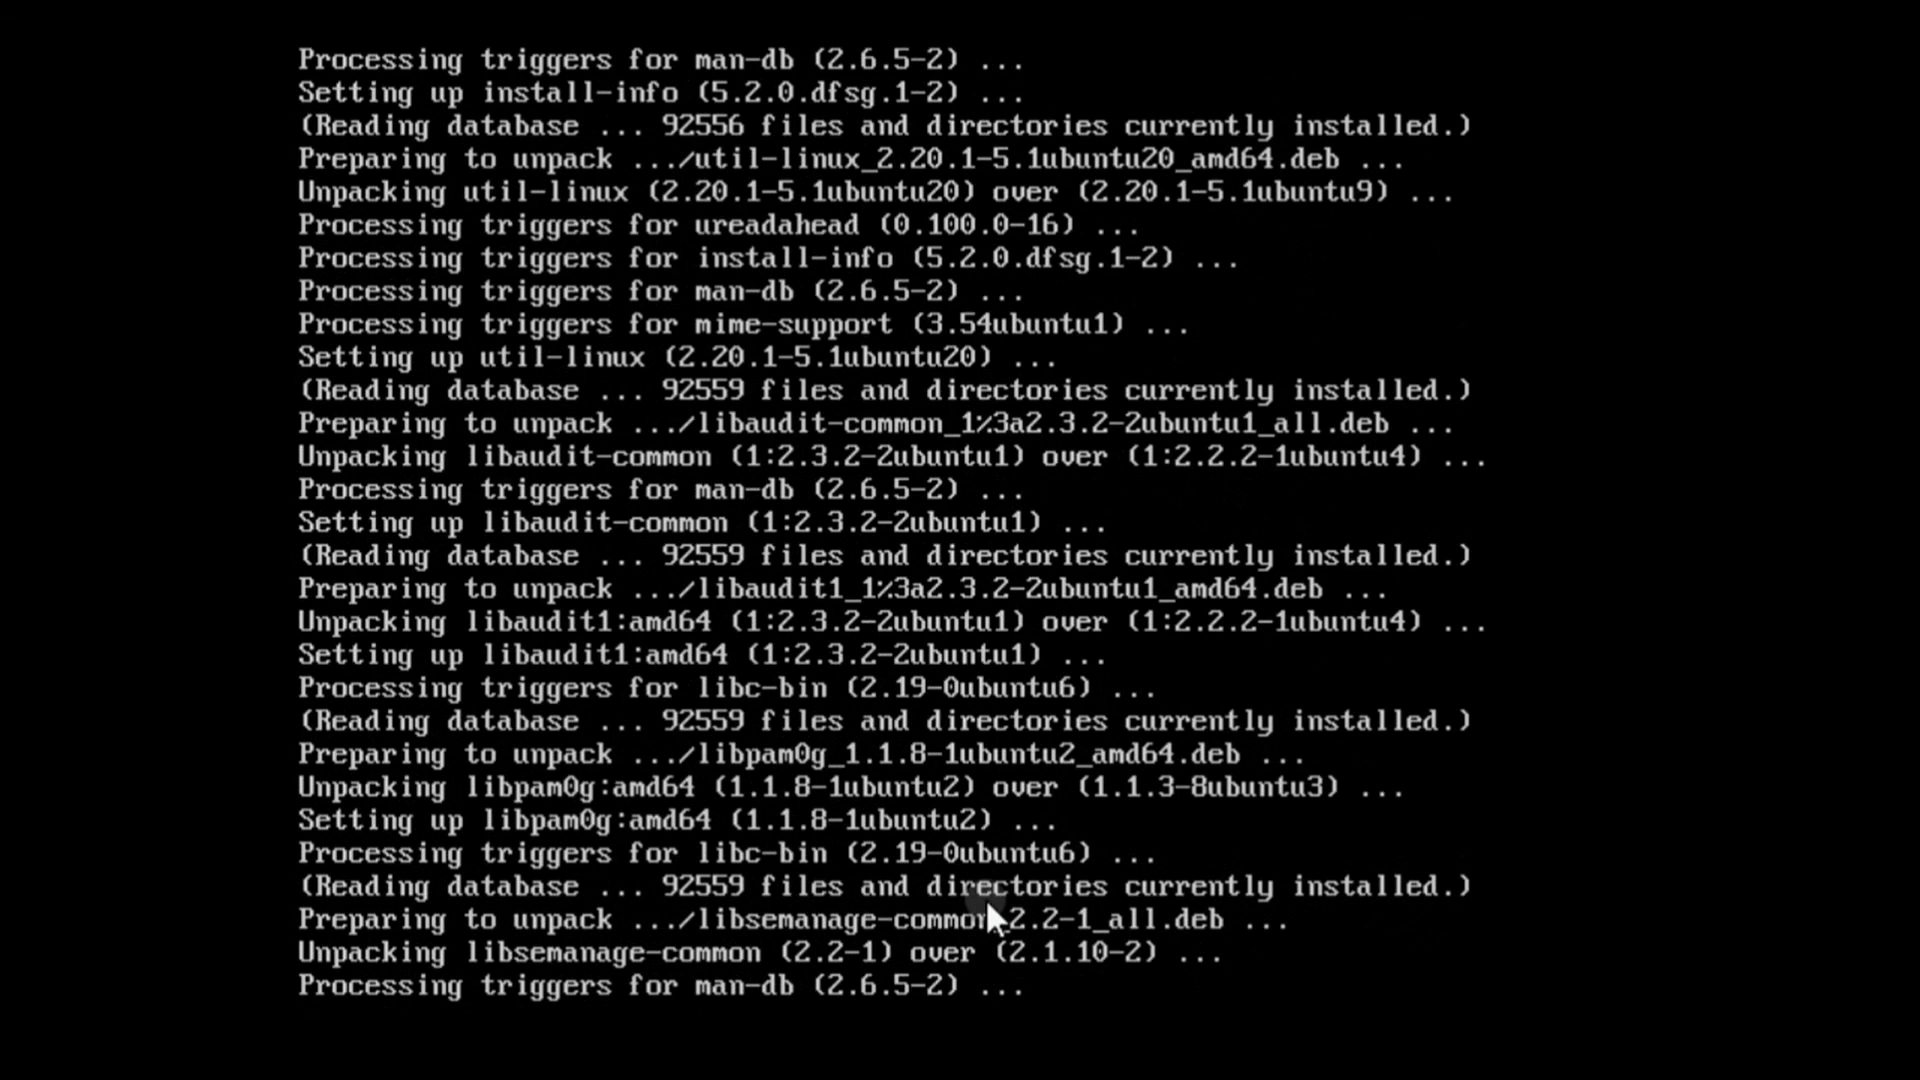 Processing triggers for man-db (2.6.5-2) ...
Setting up install-info (5.2.0.dfsg.1-2) ...
(Reading database ... 92556 files and directories currently installed.)
Preparing to unpack .../util-linux_2.20.1-5.1ubuntu20_amd64.deb ...
Unpacking util-linux (2.20.1-5.1ubuntu20) over (2.20.1-5.1ubuntu9) ...
Processing triggers for ureadahead (0.100.0-16) ...
Processing triggers for install-info (5.2.0.dfsg.1-2) ...
Processing triggers for man-db (2.6.5-2) ...
Processing triggers for mime-support (3.54ubuntu1) ...
Setting up util-linux (2.20.1-5.1ubuntu20) ...
(Reading database ... 92559 files and directories currently installed.)
Preparing to unpack .../libaudit-common_1%3a2.3.2-2ubuntu1_all.deb ...
Unpacking libaudit-common (1:2.3.2-2ubuntu1) over (1:2.2.2-1ubuntu4) ...
Processing triggers for man-db (2.6.5-2) ...
Setting up libaudit-common (1:2.3.2-2ubuntu1) ...
(Reading database ... 92559 files and directories currently installed.)
Preparing to unpack .../libaudit1_1%3a2.3.2-2ubuntu1_amd64.deb ...
Unpacking libaudit1:amd64 (1:2.3.2-2ubuntu1) over (1:2.2.2-1ubuntu4) ...
Setting up libaudit1:amd64 (1:2.3.2-2ubuntu1) ...
Processing triggers for libc-bin (2.19-0ubuntu6) ...
(Reading database ... 92559 files and directories currently installed.)
Preparing to unpack .../libpam0g_1.1.8-1ubuntu2_amd64.deb ...
Unpacking libpam0g:amd64 (1.1.8-1ubuntu2) over (1.1.3-8ubuntu3) ...
Setting up libpam0g:amd64 (1.1.8-1ubuntu2) ...
Processing triggers for libc-bin (2.19-0ubuntu6) ...
(Reading database ... 92559 files and directories currently installed.)
Preparing to unpack .../libsemanage-common_2.2-1_all.deb ...
Unpacking libsemanage-common (2.2-1) over (2.1.10-2) ...
Processing triggers for man-db (2.6.5-2) ...